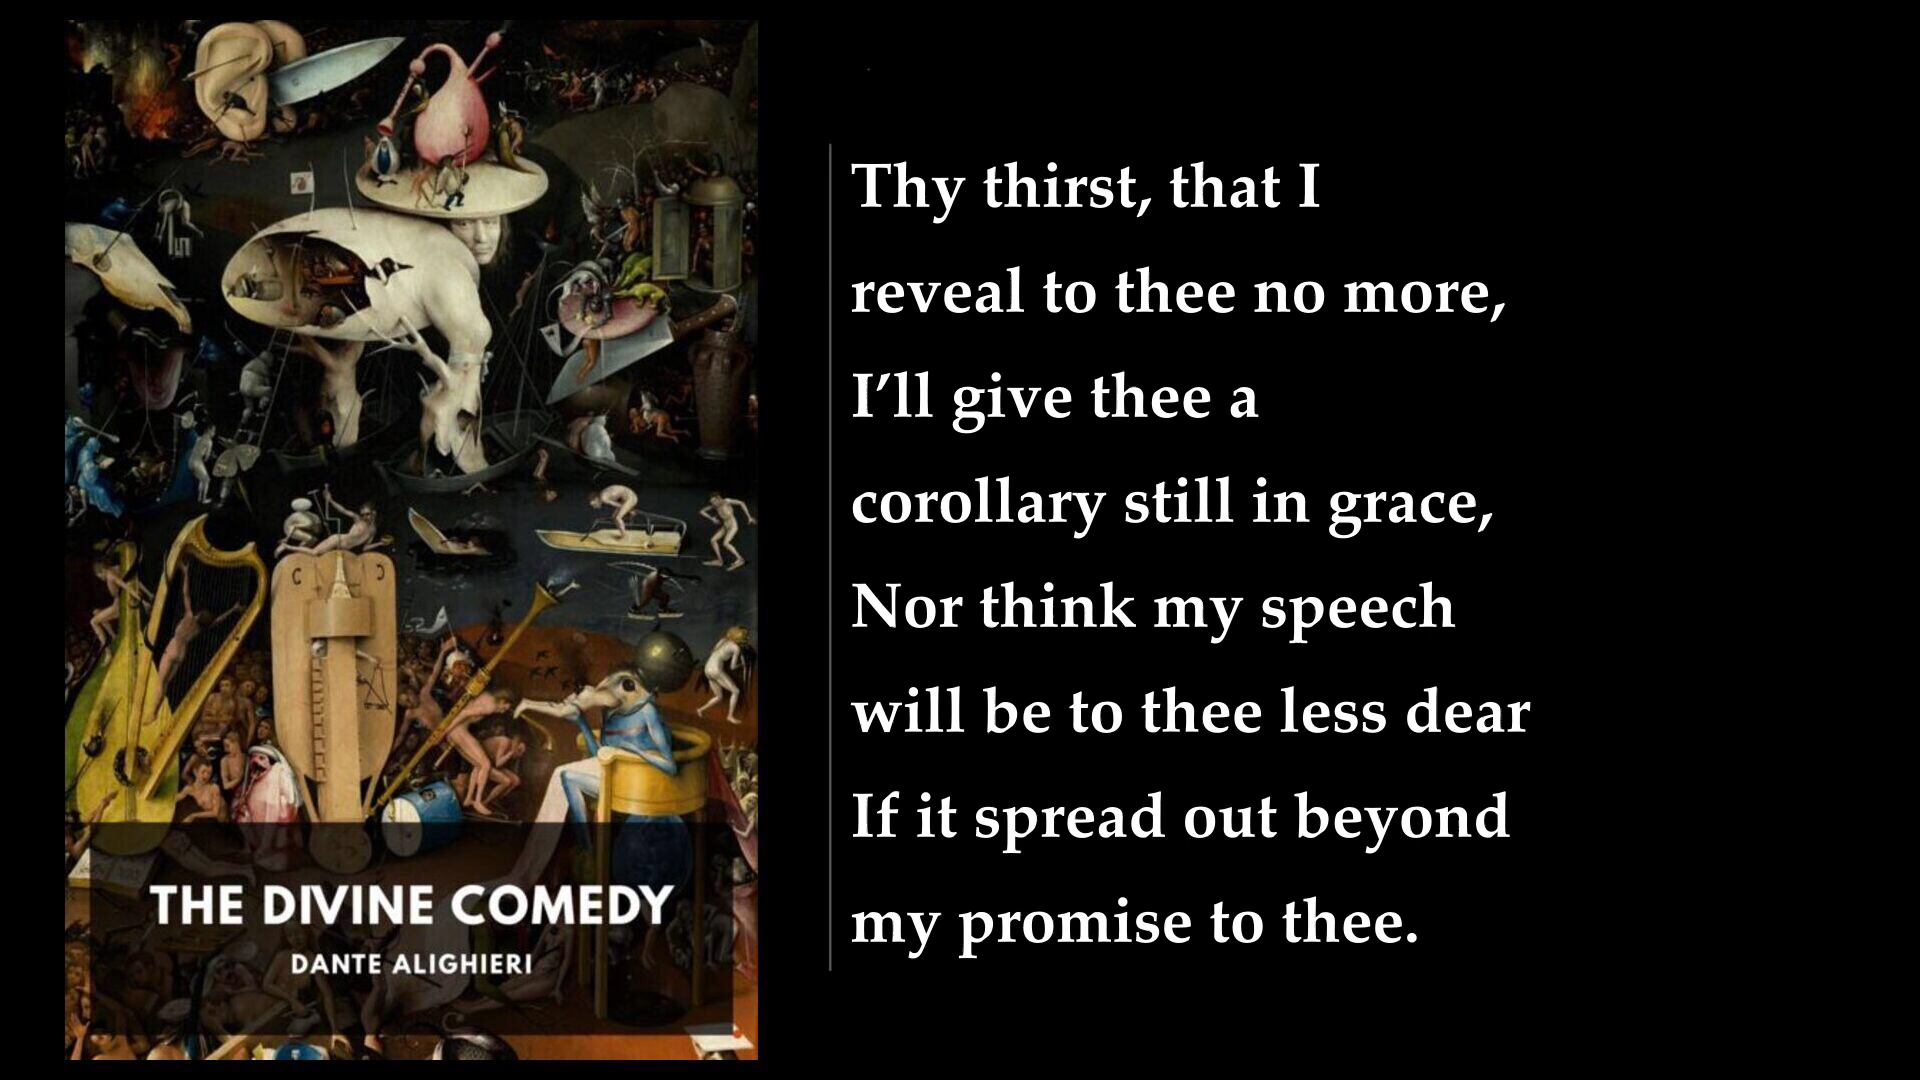 Thy thirst, that I
reveal to thee no more,
I’ll give thee a
corollary still in grace,
Nor think my speech
will be to thee less dear
If it spread out beyond
my promise to thee.
THE DIVINE COMEDY
DANTE ALIGHIERI